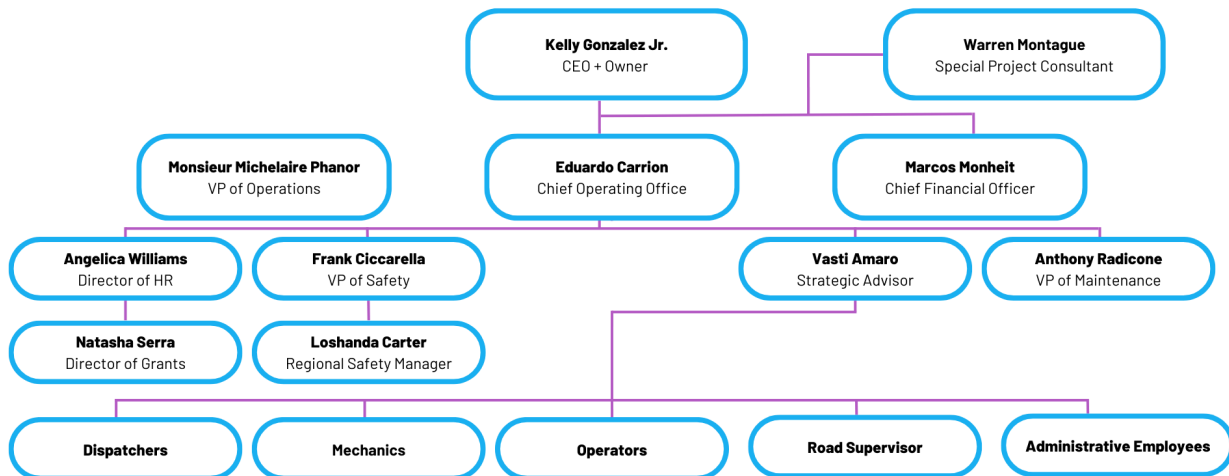 Kelly Gonzalez Jr.
CEO + Owner
Warren Montague
Special Project Consultant
Monsieur Michelaire Phanor
VP of Operations
Eduardo Carrion
Chief Operating Office
Marcos Monheit
Chief Financial Officer
Angelica Williams
Director of HR
Frank Ciccarella
VP of Safety
Vasti Amaro
Strategic Advisor
Anthony Radicone
VP of Maintenance
Natasha Serra
Director of Grants
Loshanda Carter
Regional Safety Manager
Dispatchers
Mechanics
Operators
Road Supervisor
Administrative Employees